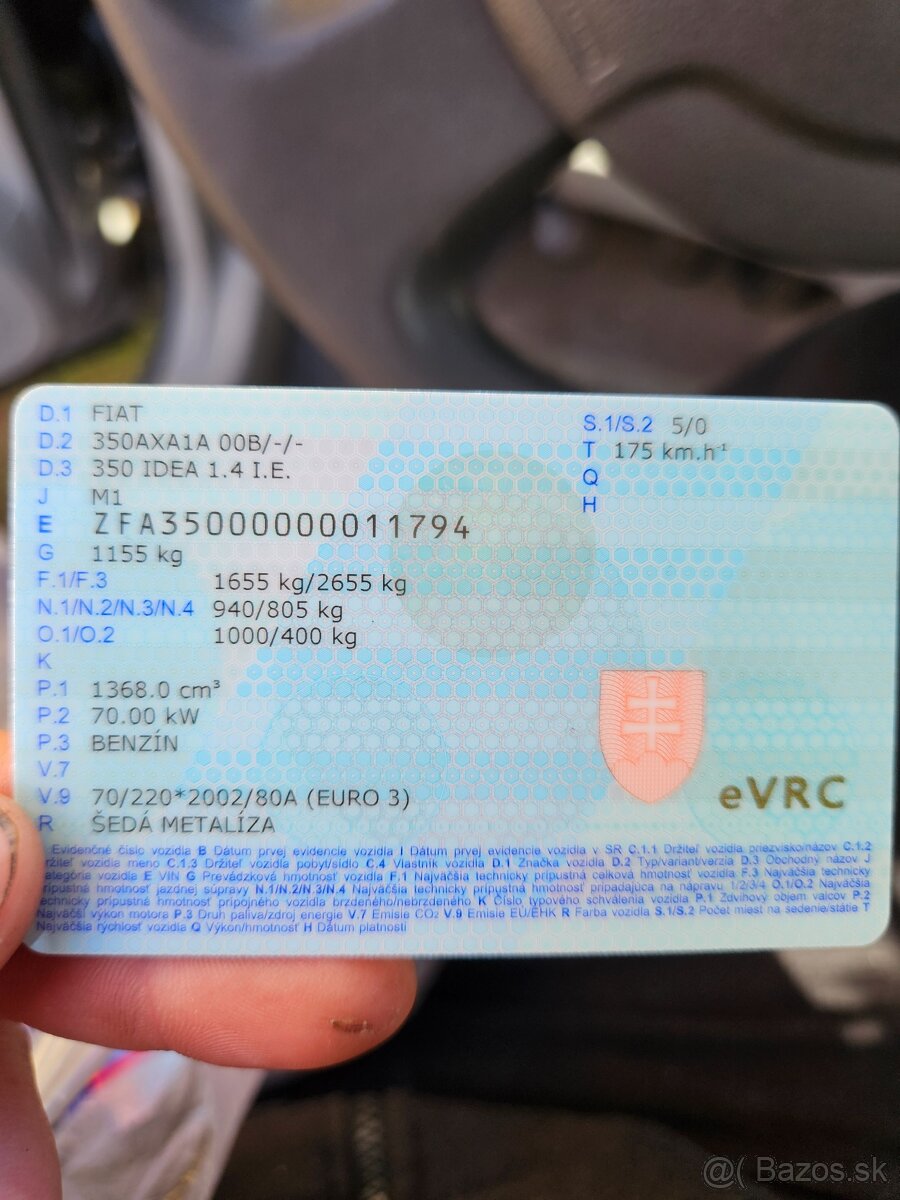 D.1 FIAT
D.2 350AXA1A 00B/-/-
D.3 350 IDEA 1.4 I.E.
J M1
E ZFA35000000011794
G 1155 kg
F.1/F.3 1655 kg/2655 kg
N.1/N.2/N.3/N.4 940/805 kg
O.1/O.2 1000/400 kg
K
P.1 1368.0 cm³
P.2 70.00 kW
P.3 BENZÍN
V.7
V.9 70/220*2002/80A (EURO 3)
R ŠEDÁ METALÍZA
S.1/S.2 5/0
T 175 km.h⁻¹
Q
H
eVRC
Evidenčné číslo vozidla B Dátum prvej evidencie vozidla I Dátum prvej evidencie vozidla v SR C.1.1 Držiteľ vozidla priezvisko/názov C.1.2
držiteľ vozidla meno C.1.3 Držiteľ vozidla pobyt/sídlo C.4 Vlastník vozidla D.1 Značka vozidla D.2 Typ/variant/verzia D.3 Obchodný názov J
ategória vozidla E VIN G Prevádzková hmotnosť vozidla F.1 Najväčšia technicky prípustná celková hmotnosť vozidla F.3 Najväčšia technicky
prípustná hmotnosť jazdnej súpravy N.1/N.2/N.3/N.4 Najväčšia technicky prípustná hmotnosť pripadajúca na nápravu 1/2/3/4 O.1/O.2 Najväčšia
technicky prípustná hmotnosť prípojného vozidla brzdeného/nebrzdeného K Číslo typového schválenia vozidla P.1 Zdvihový objem valcov P.2
Najväčší výkon motora P.3 Druh paliva/zdroj energie V.7 Emisie CO₂ V.9 Emisie EÚ/EHK R Farba vozidla S.1/S.2 Počet miest na sedenie/státie T
Najväčšia rýchlosť vozidla Q Výkon/hmotnosť H Dátum platnosti
@( Bazos.sk